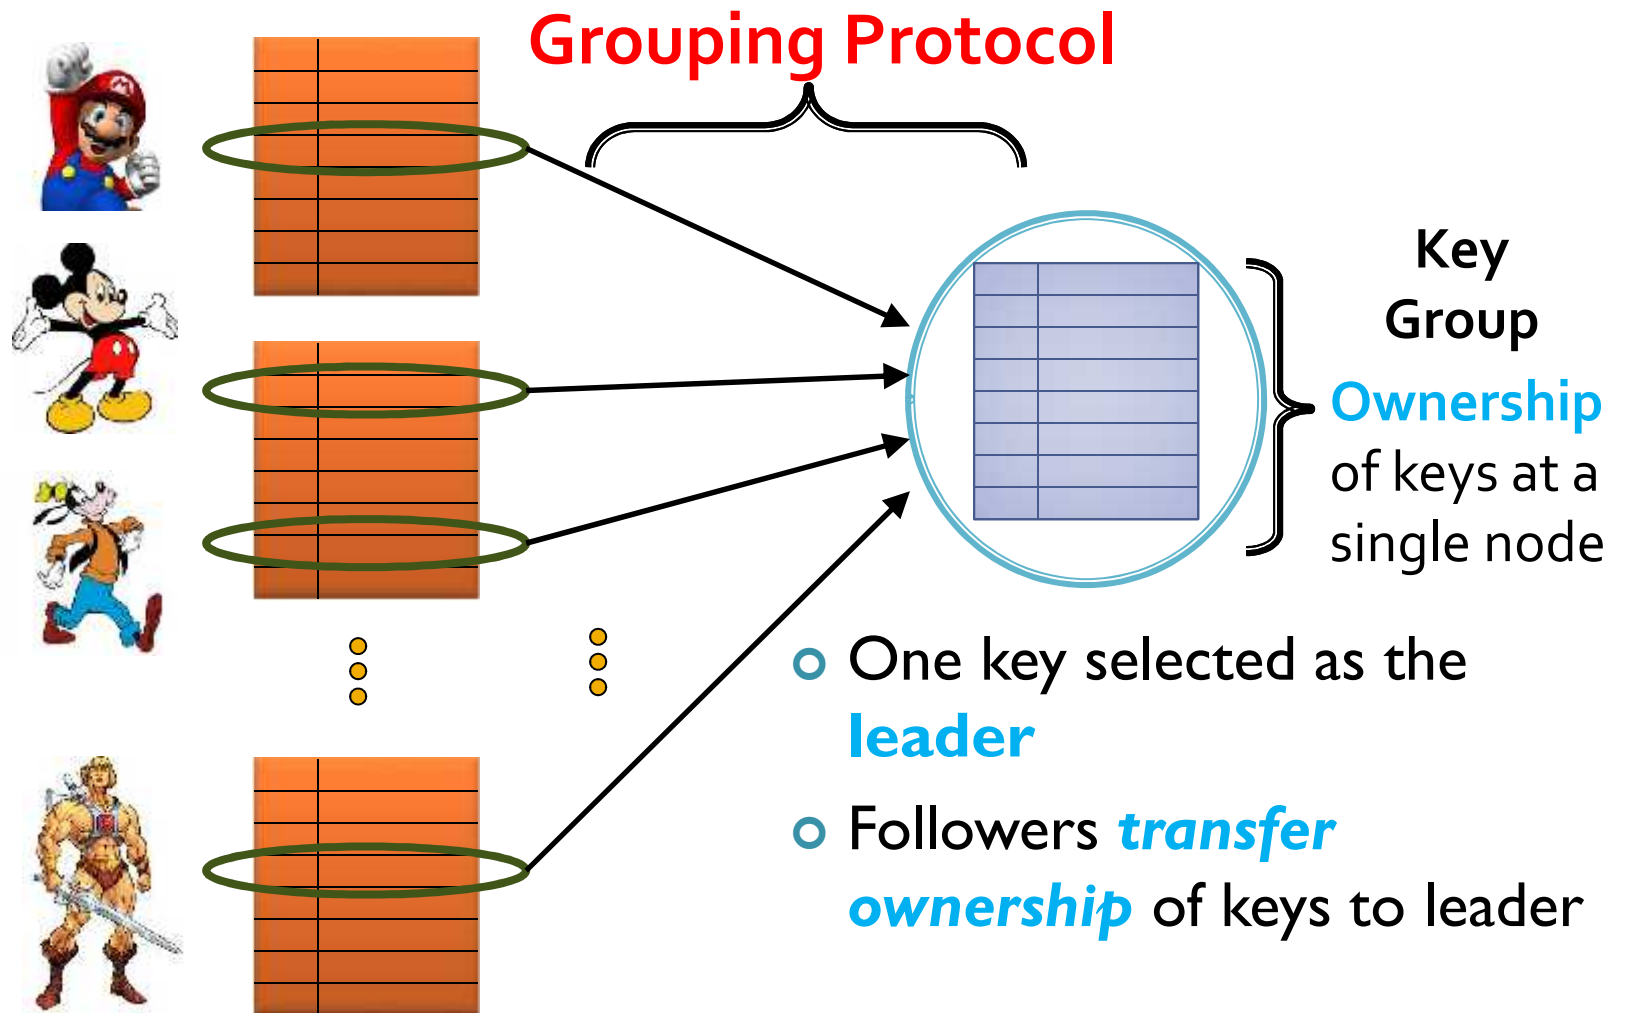 Grouping Protocol
Key
Group
Ownership
of keys at a
single node
One key selected as the
leader
Followers transfer
ownership of keys to leader